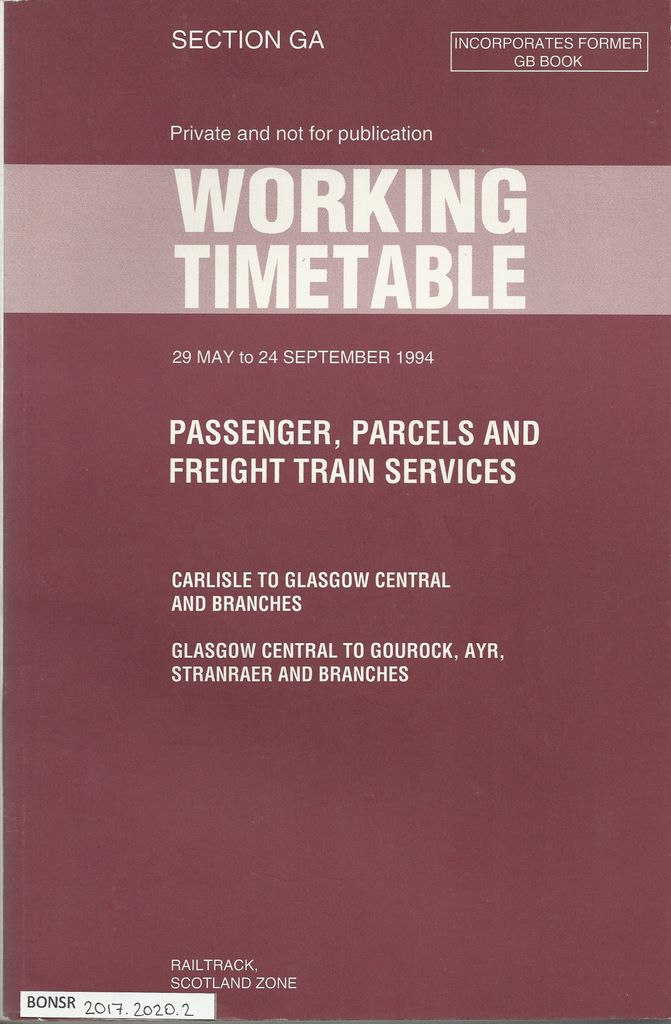 SECTION GA
INCORPORATES FORMER
GB BOOK
Private and not for publication
WORKING
TIMETABLE
29 MAY to 24 SEPTEMBER 1994
PASSENGER, PARCELS AND
FREIGHT TRAIN SERVICES
CARLISLE TO GLASGOW CENTRAL
AND BRANCHES
GLASGOW CENTRAL TO GOUROCK, AYR,
STRANRAER AND BRANCHES
RAILTRACK,
SCOTLAND ZONE
BONSR 2017.2020.2